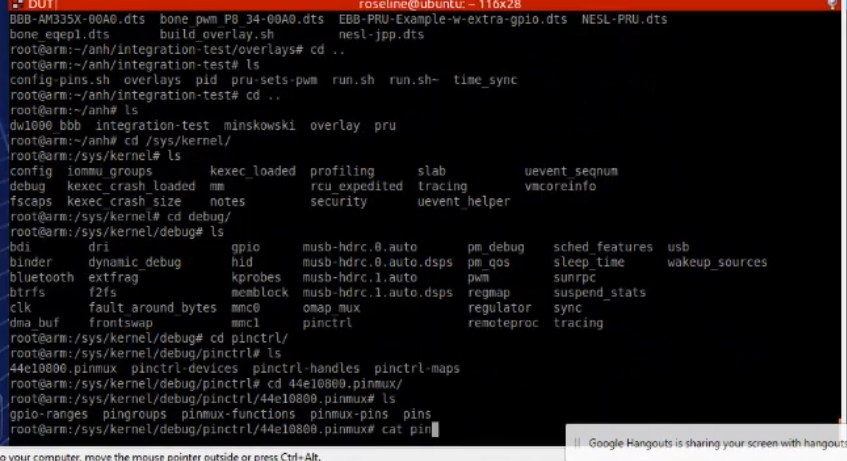 DUT
roseline@ubuntu: ~ 116x28
BBB-AM335X-00A0.dts  bone_pwm_P8_34-00A0.dts  EBB-PRU-Example-w-extra-gpio.dts  NESL-PRU.dts
bone_eqep1.dts       build_overlay.sh         nesl-jpp.dts
root@arm:~/anh/integration-test/overlays# cd ..
root@arm:~/anh/integration-test# ls
config-pins.sh  overlays  pid  pru-sets-pwm  run.sh  run.sh~  time_sync
root@arm:~/anh/integration-test# cd ..
root@arm:~/anh# ls
dw1000_bbb  integration-test  minskowski  overlay  pru
root@arm:~/anh# cd /sys/kernel/
root@arm:/sys/kernel# ls
config  iommu_groups        kexec_loaded  profiling      slab           uevent_seqnum
debug   kexec_crash_loaded  mm            rcu_expedited  tracing        vmcoreinfo
fscaps  kexec_crash_size    notes         security       uevent_helper
root@arm:/sys/kernel# cd debug/
root@arm:/sys/kernel/debug# ls
bdi        dri                 gpio      musb-hdrc.0.auto       pm_debug    sched_features  usb
binder     dynamic_debug       hid       musb-hdrc.0.auto.dsps  pm_qos      sleep_time      wakeup_sources
bluetooth  extfrag             kprobes   musb-hdrc.1.auto       pwm         sunrpc
btrfs      f2fs                memblock  musb-hdrc.1.auto.dsps  regmap      suspend_stats
clk        fault_around_bytes  mmc0      omap_mux               regulator   sync
dma_buf    frontswap           mmc1      pinctrl                remoteproc  tracing
root@arm:/sys/kernel/debug# cd pinctrl/
root@arm:/sys/kernel/debug/pinctrl# ls
44e10800.pinmux  pinctrl-devices  pinctrl-handles  pinctrl-maps
root@arm:/sys/kernel/debug/pinctrl# cd 44e10800.pinmux/
root@arm:/sys/kernel/debug/pinctrl/44e10800.pinmux# ls
gpio-ranges  pingroups  pinmux-functions  pinmux-pins  pins
root@arm:/sys/kernel/debug/pinctrl/44e10800.pinmux# cat pin
Google Hangouts is sharing your screen with hangouts
o your computer, move the mouse pointer outside or press Ctrl+Alt.